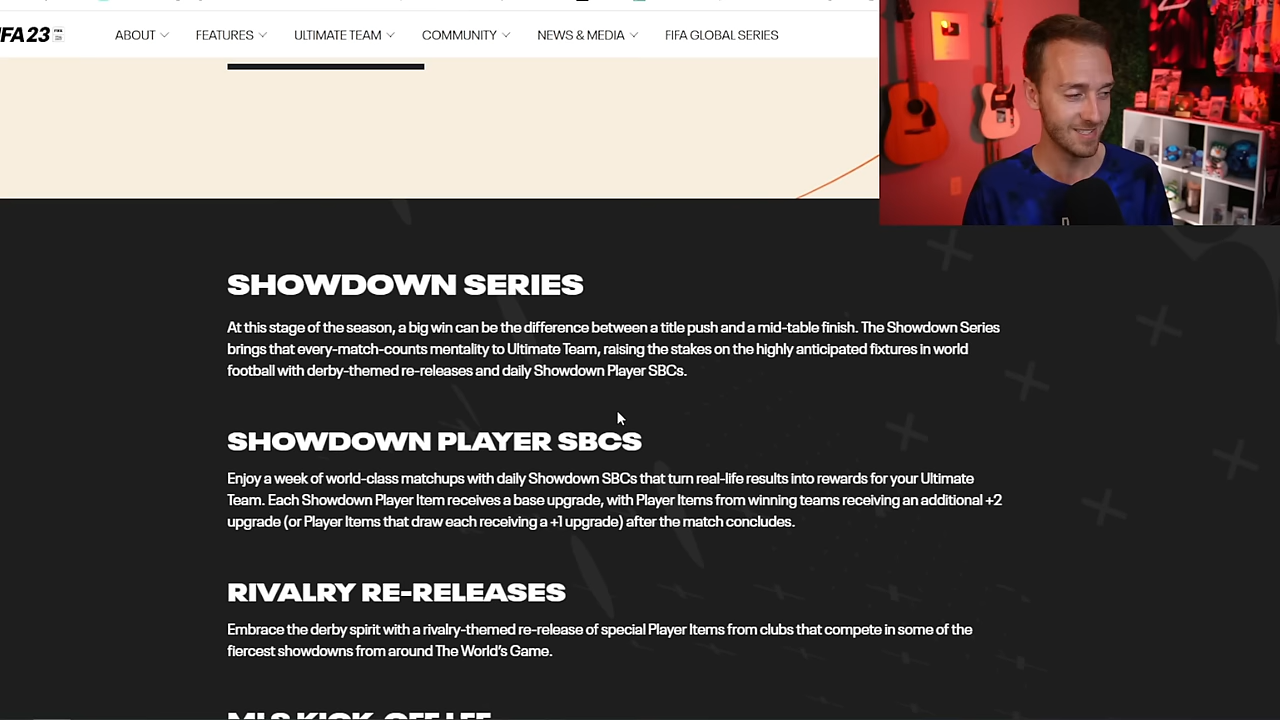 FA 23
ABOUT
FEATURES
ULTIMATE TEAM
COMMUNITY
NEWS & MEDIA
FIFA GLOBAL SERIES
SHOWDOWN SERIES
At this stage of the season, a big win can be the difference between a title push and a mid-table finish. The Showdown Series
brings that every-match-counts mentality to Ultimate Team, raising the stakes on the highly anticipated fixtures in world
football with derby-themed re-releases and daily Showdown Player SBCs.
SHOWDOWN PLAYER SBCS
Enjoy a week of world-class matchups with daily Showdown SBCs that turn real-life results into rewards for your Ultimate
Team. Each Showdown Player Item receives a base upgrade, with Player Items from winning teams receiving an additional +2
upgrade (or Player Items that draw each receiving a +1 upgrade) after the match concludes.
RIVALRY RE-RELEASES
Embrace the derby spirit with a rivalry-themed re-release of special Player Items from clubs that compete in some of the
fiercest showdowns from around The World's Game.